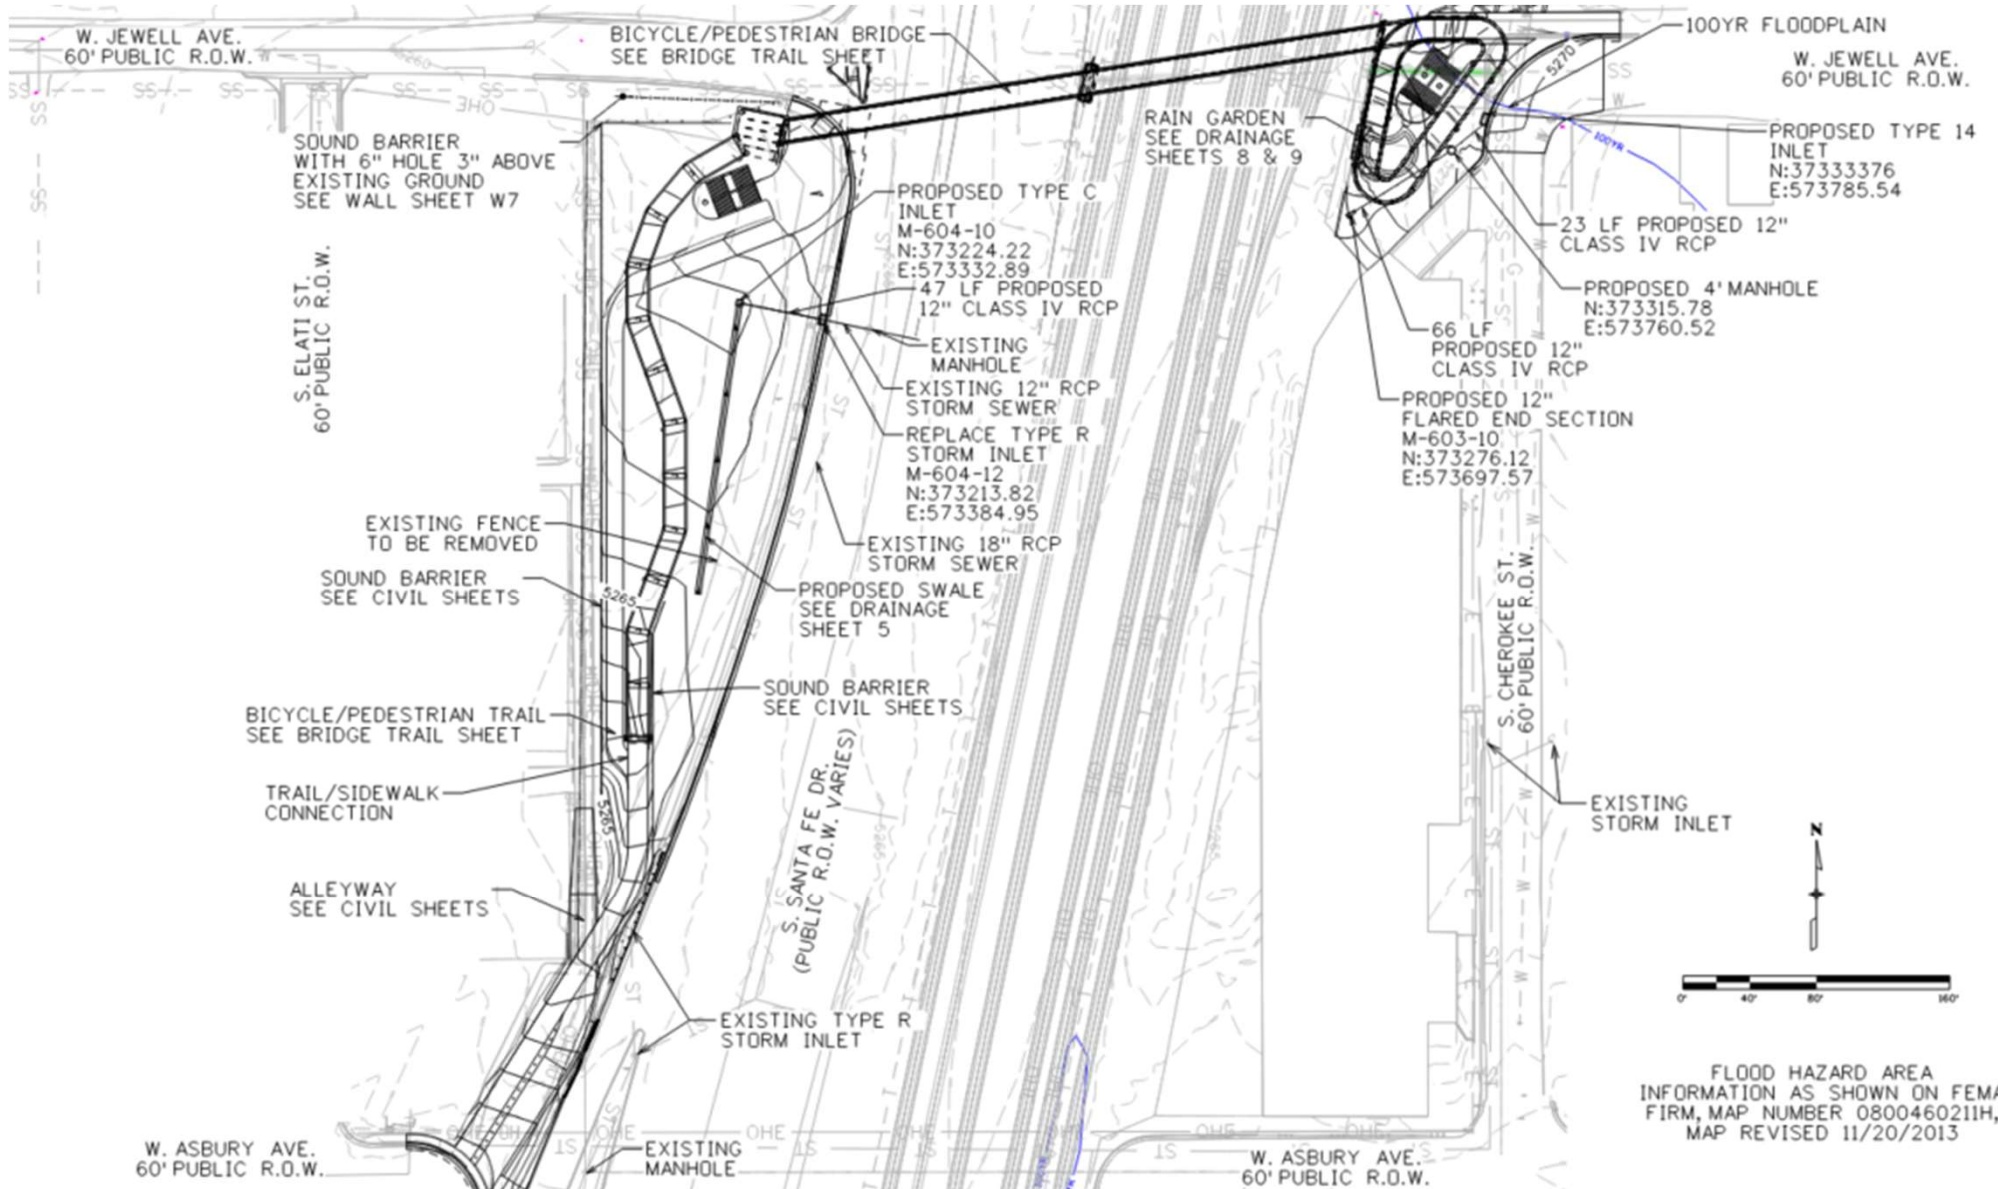 W. JEWELL AVE.
60' PUBLIC R.O.W.
BICYCLE/PEDESTRIAN BRIDGE
SEE BRIDGE TRAIL SHEET
100YR FLOODPLAIN
W. JEWELL AVE.
60' PUBLIC R.O.W.
5270
SOUND BARRIER
WITH 6" HOLE 3" ABOVE
EXISTING GROUND
SEE WALL SHEET W7
RAIN GARDEN
SEE DRAINAGE
SHEETS 8 & 9
100YR
PROPOSED TYPE 14
INLET
N:37333376
E:573785.54
PROPOSED TYPE C
INLET
M-604-10
N:373224.22
E:573332.89
47 LF PROPOSED
12" CLASS IV RCP
23 LF PROPOSED 12"
CLASS IV RCP
PROPOSED 4' MANHOLE
N:373315.78
E:573760.52
S. ELATI ST.
60' PUBLIC R.O.W.
EXISTING
MANHOLE
66 LF
PROPOSED 12"
CLASS IV RCP
EXISTING 12" RCP
STORM SEWER
PROPOSED 12"
FLARED END SECTION
M-603-10
N:373276.12
E:573697.57
REPLACE TYPE R
STORM INLET
M-604-12
N:373213.82
E:573384.95
EXISTING FENCE
TO BE REMOVED
EXISTING 18" RCP
STORM SEWER
SOUND BARRIER
SEE CIVIL SHEETS
5265
PROPOSED SWALE
SEE DRAINAGE
SHEET 5
S. CHEROKEE ST.
60' PUBLIC R.O.W.
SOUND BARRIER
SEE CIVIL SHEETS
BICYCLE/PEDESTRIAN TRAIL
SEE BRIDGE TRAIL SHEET
TRAIL/SIDEWALK
CONNECTION
5265
S. SANTA FE DR.
(PUBLIC R.O.W. VARIES)
5265
5265
EXISTING
STORM INLET
N
ALLEYWAY
SEE CIVIL SHEETS
0' 40' 80' 160'
EXISTING TYPE R
STORM INLET
FLOOD HAZARD AREA
INFORMATION AS SHOWN ON FEMA
FIRM, MAP NUMBER 0800460211H,
MAP REVISED 11/20/2013
W. ASBURY AVE.
60' PUBLIC R.O.W.
EXISTING
MANHOLE
W. ASBURY AVE.
60' PUBLIC R.O.W.